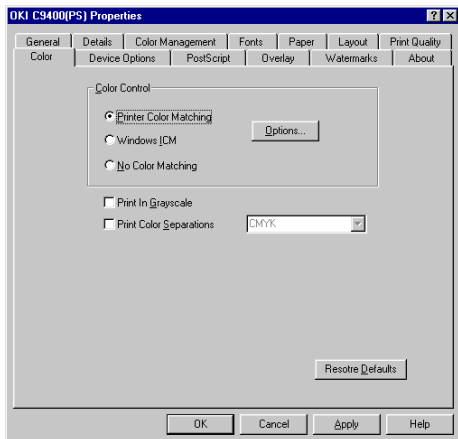 OKI C9400(PS) Properties
General Details Color Management Fonts Paper Layout Print Quality
Color Device Options PostScript Overlay Watermarks About
Color Control
Printer Color Matching
Options...
Windows ICM
No Color Matching
Print In Grayscale
Print Color Separations CMYK
Resotre Defaults
OK Cancel Apply Help